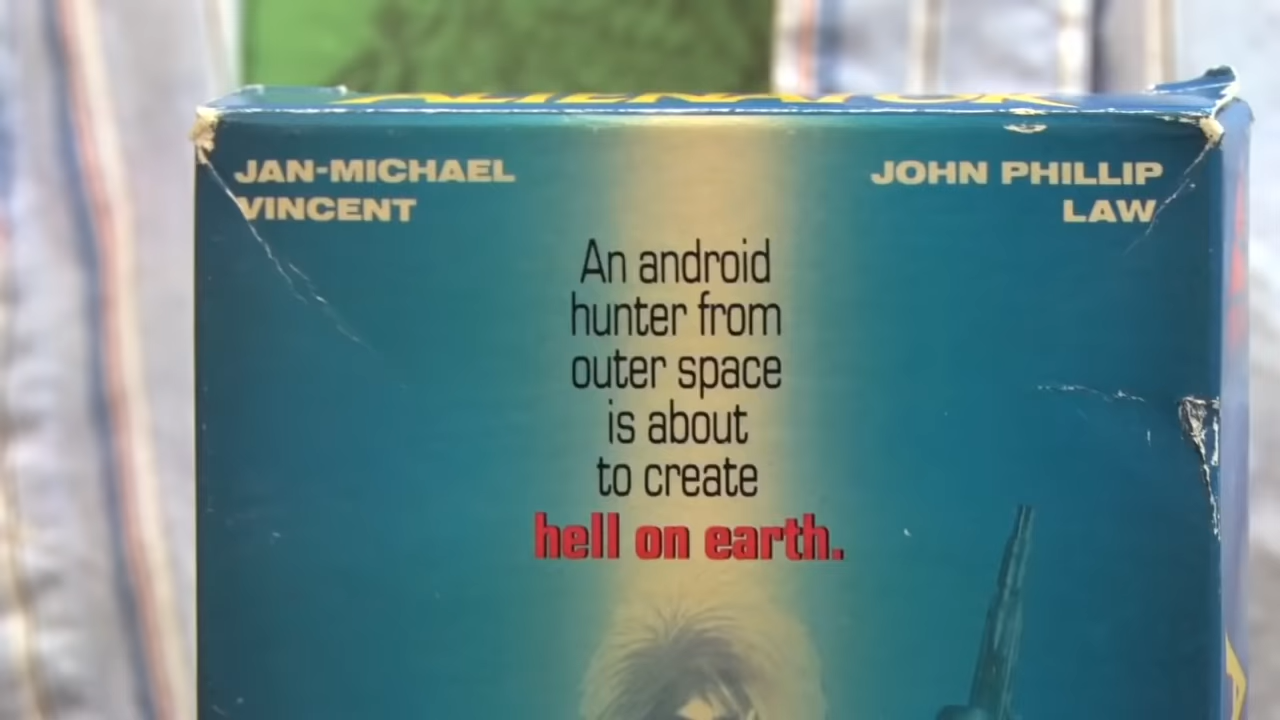 ALIENATOR
JAN-MICHAEL
VINCENT
JOHN PHILLIP
LAW
An android
hunter from
outer space
is about
to create
hell on earth.